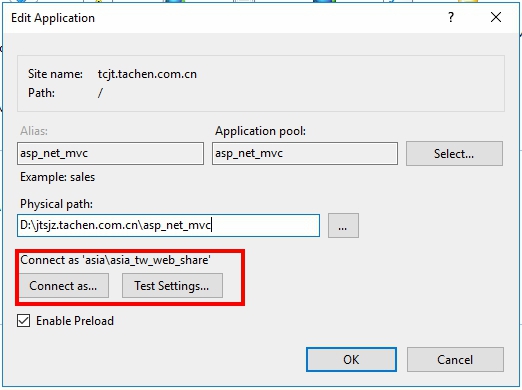 Edit Application
? ×
Site name: tcjt.tachen.com.cn
Path: /
Alias: Application pool:
asp_net_mvc asp_net_mvc Select...
Example: sales
Physical path:
D:\jtsjz.tachen.com.cn\asp_net_mvc ...
Connect as 'asia\asia_tw_web_share'
Connect as... Test Settings...
Enable Preload
OK Cancel